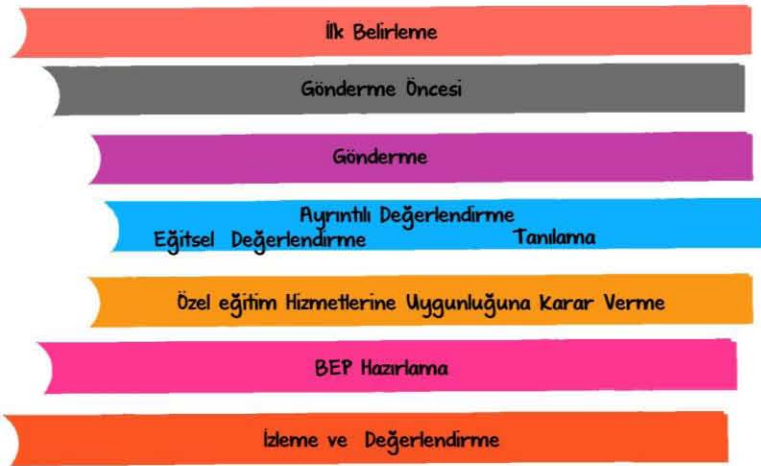 İlk Belirleme
Gönderme Öncesi
Gönderme
Ayrıntılı Değerlendirme
Eğitsel Değerlendirme Tanılama
Özel eğitim Hizmetlerine Uygunluğuna Karar Verme
BEP Hazırlama
İzleme ve Değerlendirme